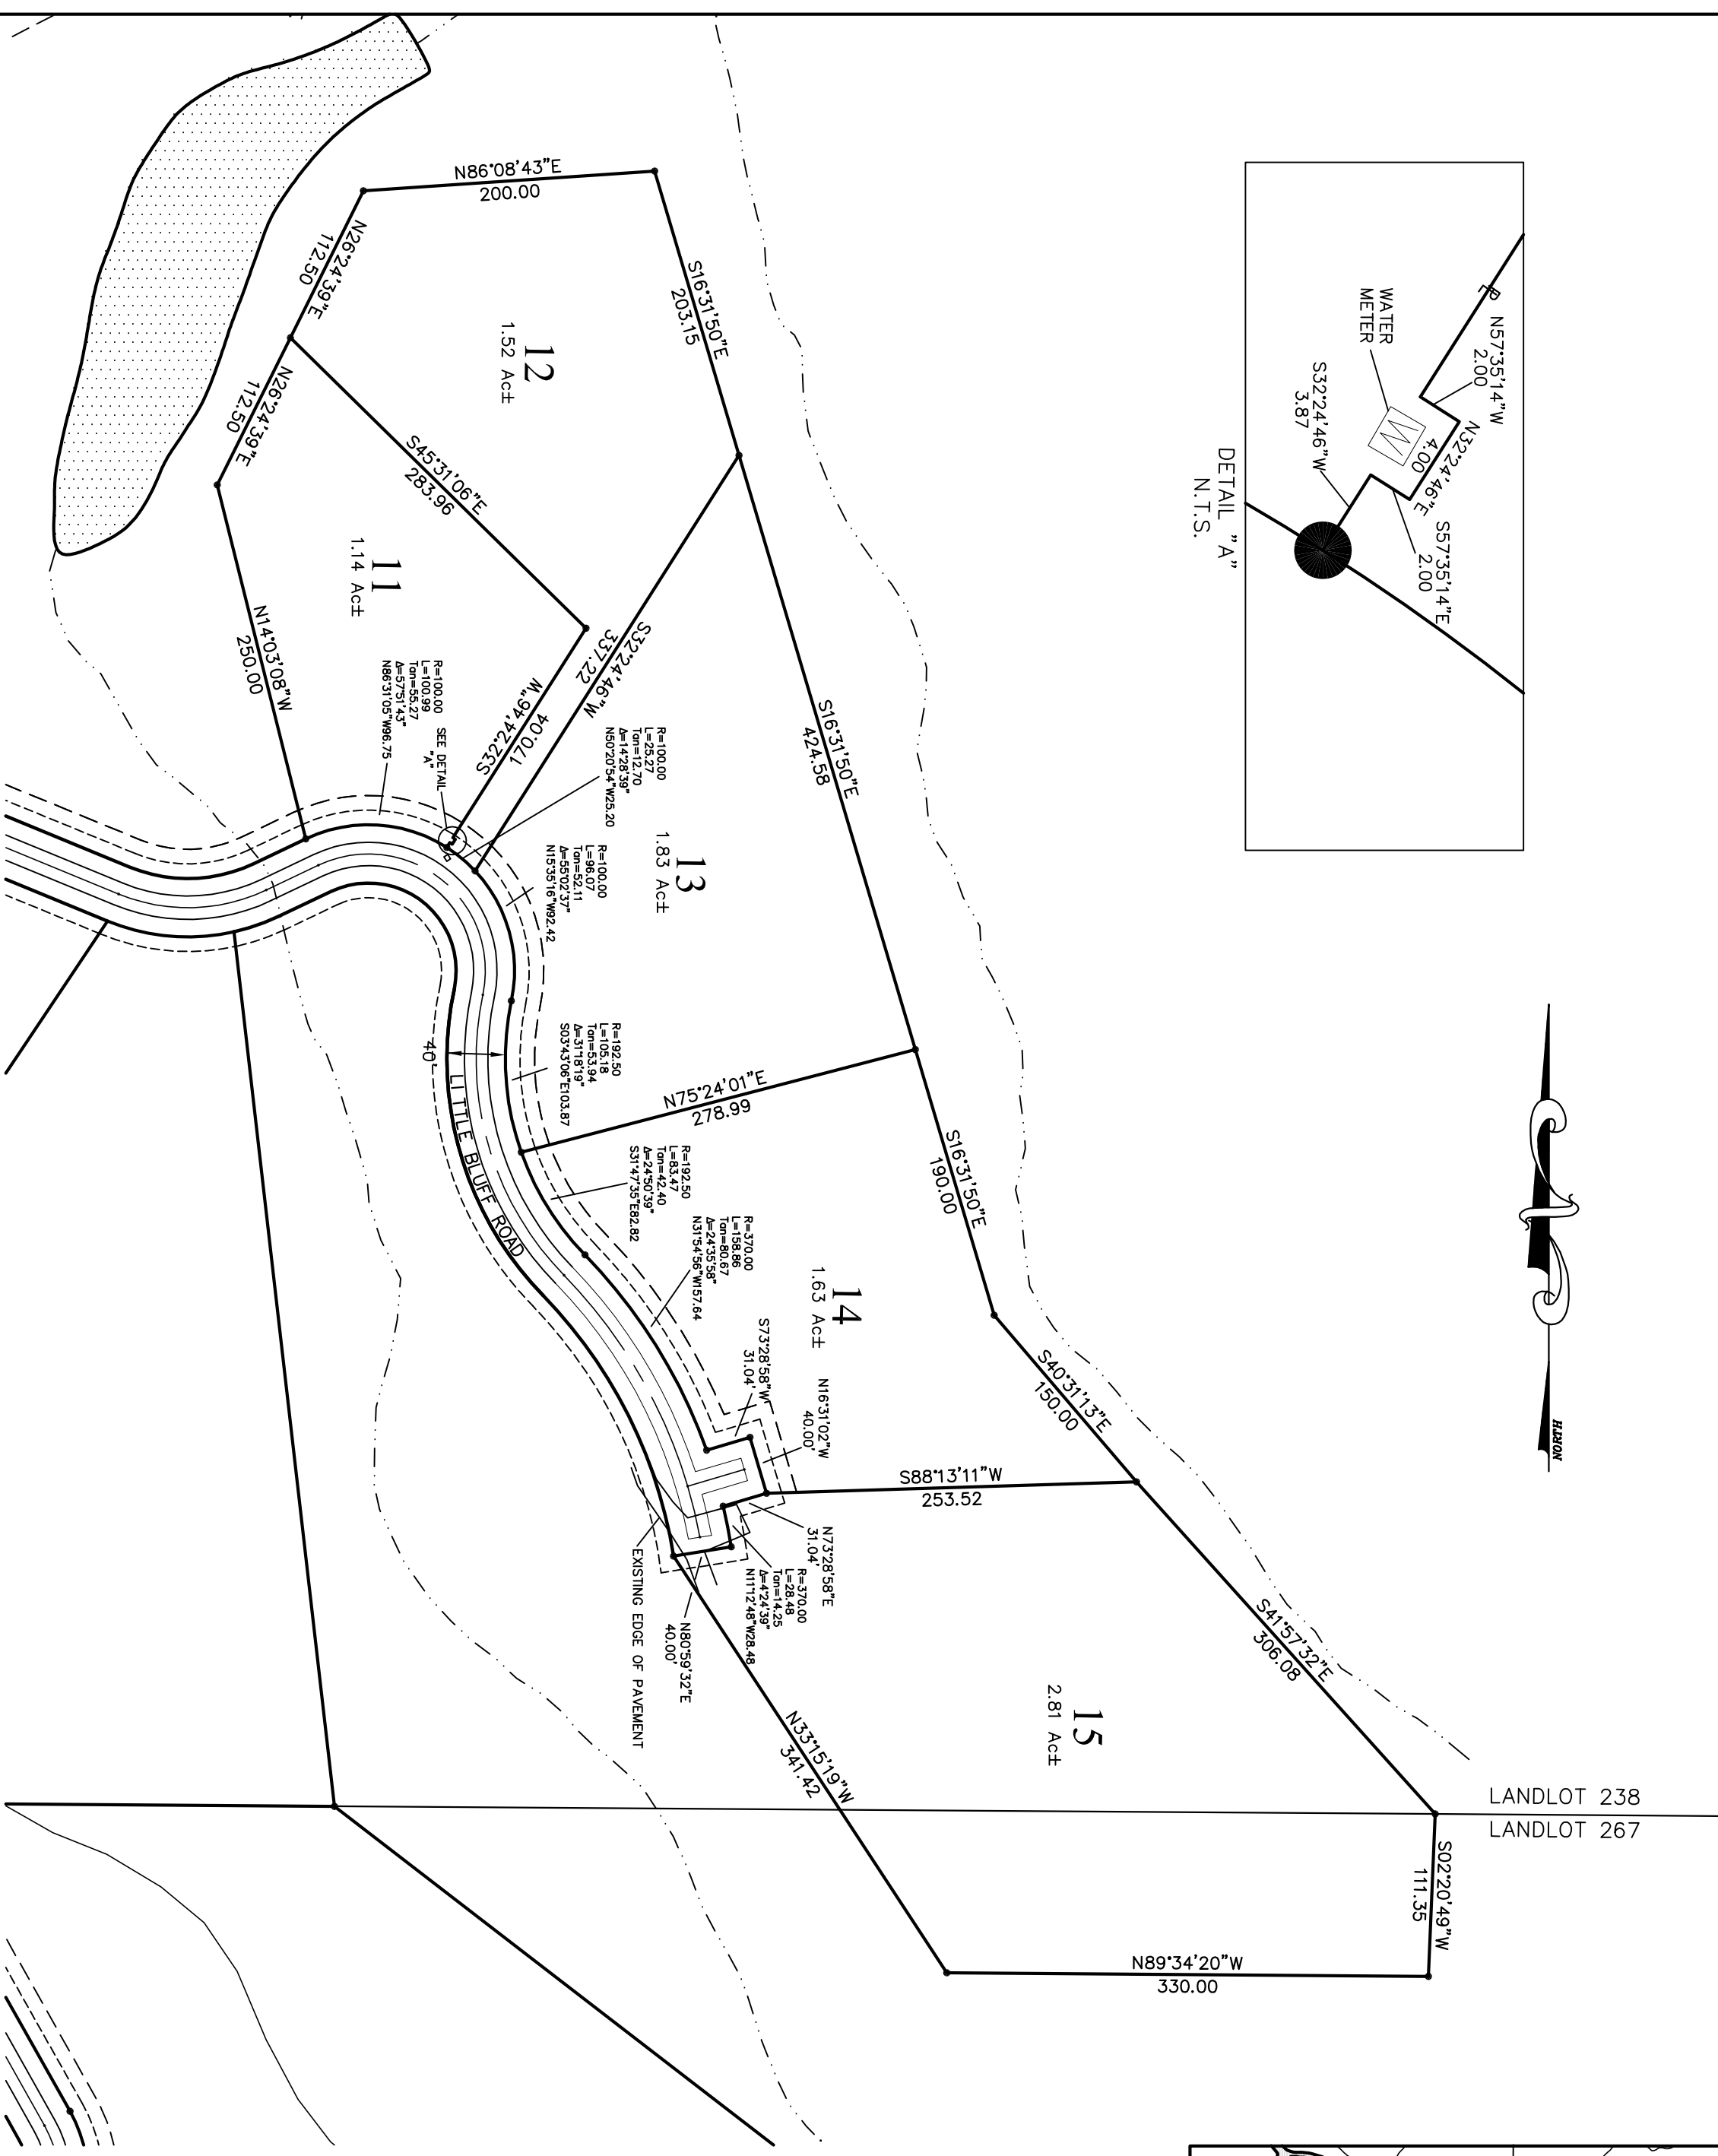 N57°35'14"W
2.00
N32°24'46"E
4.00
S57°35'14"E
2.00
WATER
METER
S32°24'46"W
3.87
DETAIL "A"
N.T.S.
NORTH
LANDLOT 238
LANDLOT 267
N86°08'43"E
200.00
S16°31'50"E
203.15
N26°24'39"E
112.50
12
1.52 Ac±
S45°31'06"E
283.96
N26°24'39"E
112.50
11
1.14 Ac±
N14°03'08"W
250.00
S32°24'46"W
337.22
S32°24'46"W
170.04
R=100.00
L=100.99
Tan=55.27
Δ=57°51'43"
N86°31'05"W96.75
SEE DETAIL
"A"
R=100.00
L=25.27
Tan=12.70
Δ=14°28'39"
N50°20'54"W25.20
R=100.00
L=96.07
Tan=52.11
Δ=55°02'37"
N15°35'16"W92.42
S16°31'50"E
424.58
13
1.83 Ac±
R=192.50
L=105.18
Tan=53.94
Δ=31°18'19"
S03°43'06"E103.87
40'
LITTLE BLUFF ROAD
N75°24'01"E
278.99
R=192.50
L=83.47
Tan=42.40
Δ=24°50'39"
S31°47'35"E82.82
R=370.00
L=158.86
Tan=80.67
Δ=24°35'58"
N31°54'56"W157.64
S16°31'50"E
190.00
14
1.63 Ac±
S73°28'58"W
31.04'
N16°31'02"W
40.00'
S40°31'13"E
150.00
S88°13'11"W
253.52
N73°28'58"E
31.04'
R=370.00
L=28.48
Tan=14.25
Δ=4°24'39"
N11°12'48"W28.48
N80°59'32"E
40.00'
EXISTING EDGE OF PAVEMENT
S41°57'32"E
306.08
15
2.81 Ac±
N33°15'19"W
341.42
S02°20'49"W
111.35
N89°34'20"W
330.00